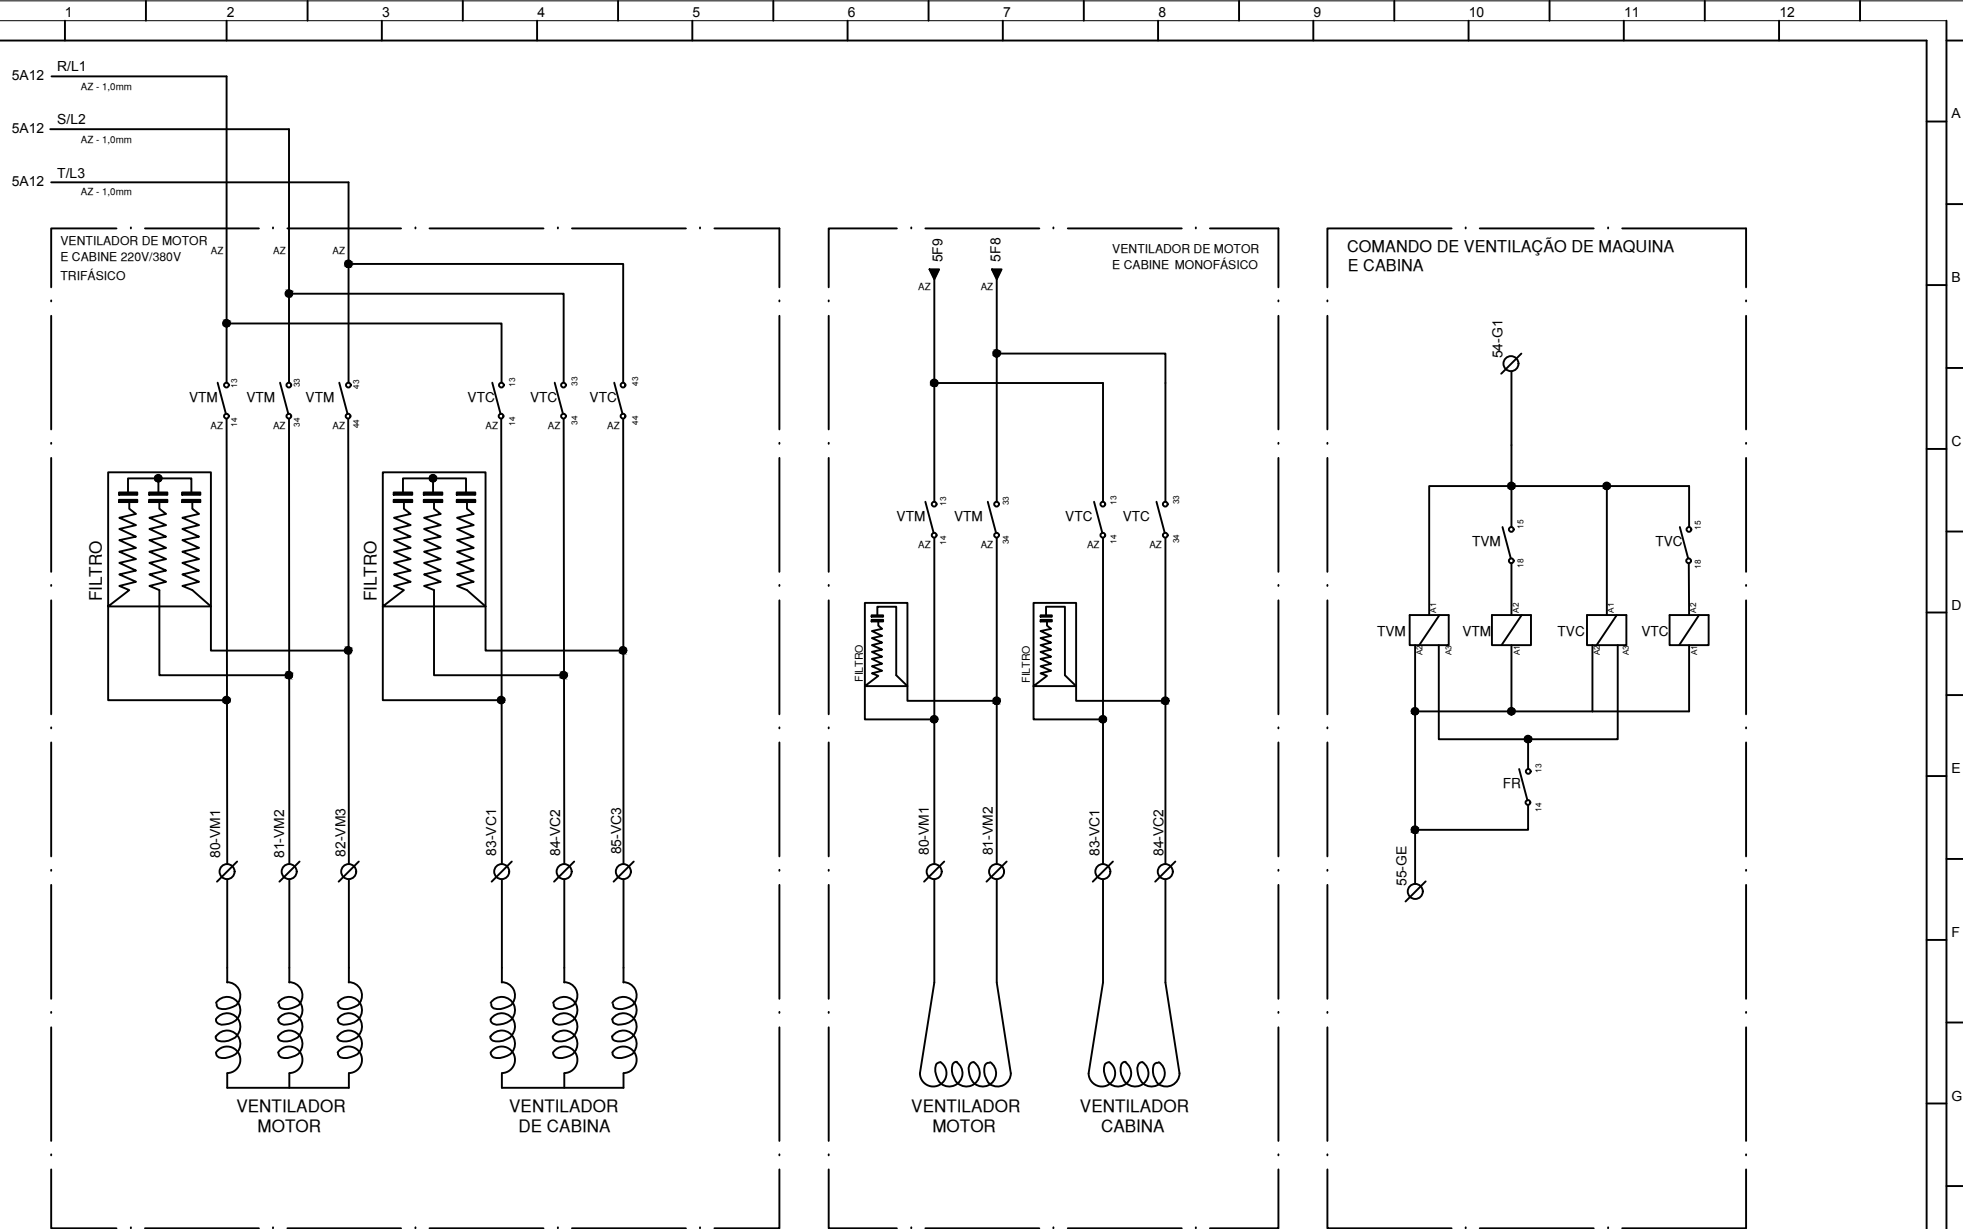 1 2 3 4 5 6 7 8 9 10 11 12
A
B
C
D
E
F
G
5A12 R/L1
AZ - 1,0mm
5A12 S/L2
AZ - 1,0mm
5A12 T/L3
AZ - 1,0mm
VENTILADOR DE MOTOR
E CABINE 220V/380V
TRIFÁSICO
AZ AZ AZ
VTM 13 VTM 33 VTM 43 VTC 13 VTC 33 VTC 43
AZ 14 AZ 34 AZ 44 AZ 14 AZ 34 AZ 44
FILTRO FILTRO
80-VM1 81-VM2 82-VM3 83-VC1 84-VC2 85-VC3
VENTILADOR
MOTOR
VENTILADOR
DE CABINA
VENTILADOR DE MOTOR
E CABINE MONOFÁSICO
5F9 5F8
AZ AZ
VTM 13 VTM 33 VTC 13 VTC 33
AZ 14 AZ 34 AZ 14 AZ 34
FILTRO FILTRO
80-VM1 81-VM2 83-VC1 84-VC2
VENTILADOR
MOTOR
VENTILADOR
CABINA
COMANDO DE VENTILAÇÃO DE MAQUINA
E CABINA
54-G1
TVM 15 18 TVC 15 18
A1 A2 A1 A2
TVM VTM TVC VTC
A2 A3 A1 A2 A3 A1
FR 13 14
55-GE